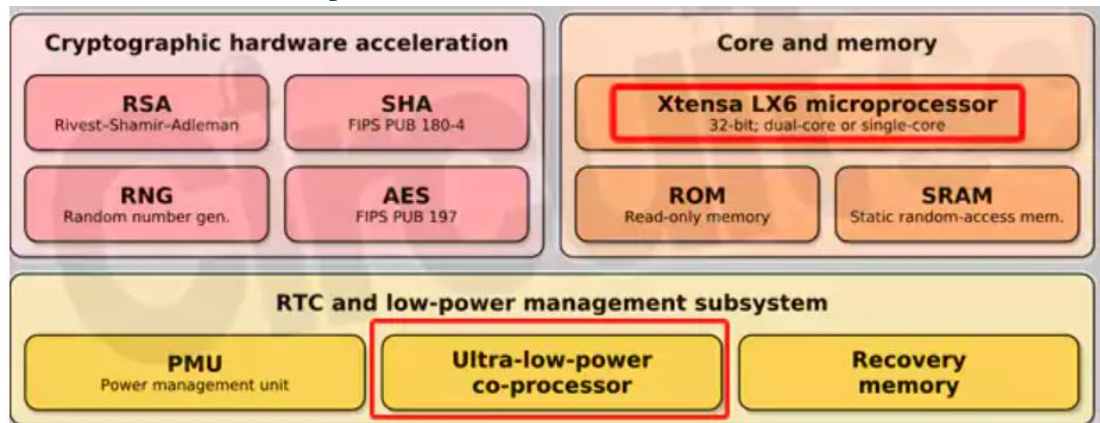 Cryptographic hardware acceleration
RSA
Rivest-Shamir-Adleman
SHA
FIPS PUB 180-4
RNG
Random number gen.
AES
FIPS PUB 197
Core and memory
Xtensa LX6 microprocessor
32-bit; dual-core or single-core
ROM
Read-only memory
SRAM
Static random-access mem.
RTC and low-power management subsystem
PMU
Power management unit
Ultra-low-power
co-processor
Recovery
memory